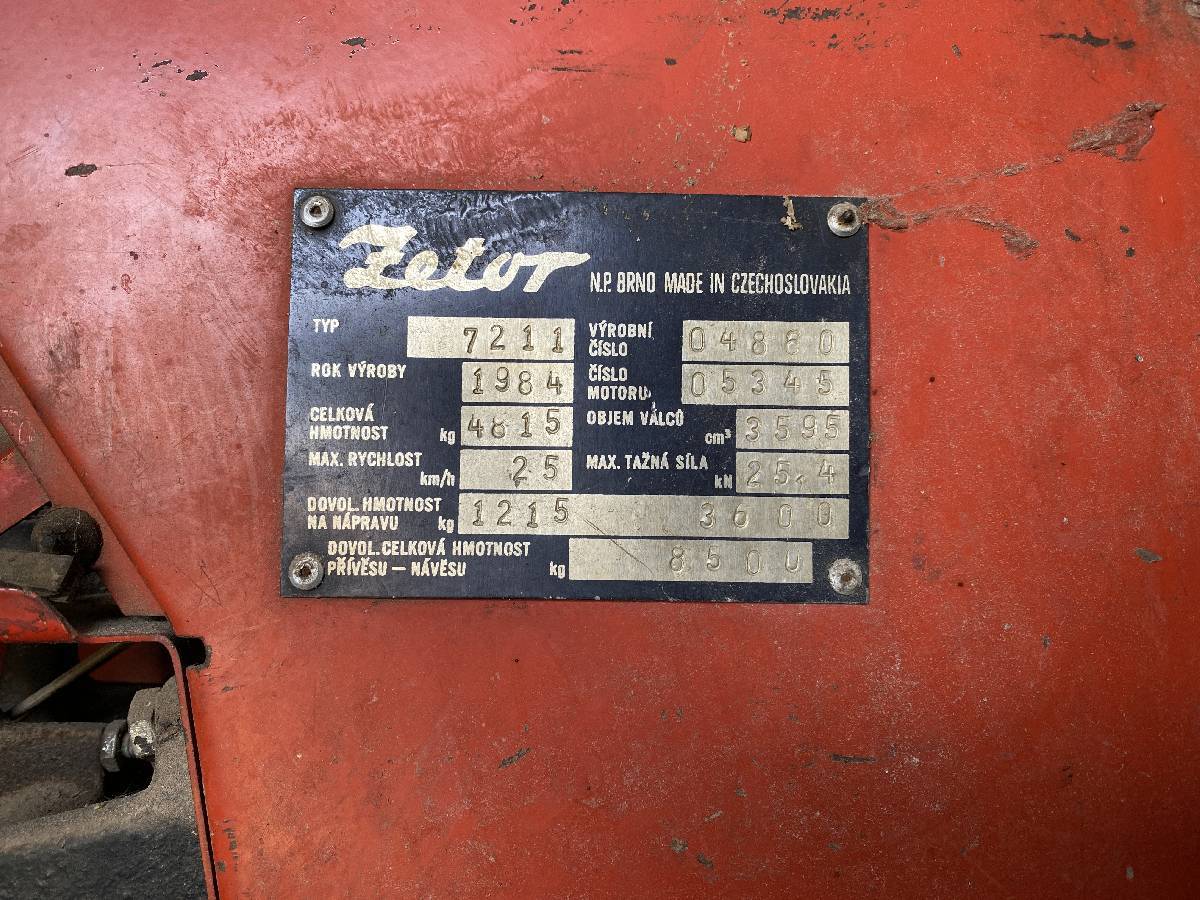 Zetor N.P. BRNO MADE IN CZECHOSLOVAKIA
TYP 7211
VÝROBNÍ ČÍSLO 04880
ROK VÝROBY 1984
ČÍSLO MOTORU 05345
CELKOVÁ HMOTNOST kg 4815
OBJEM VÁLCŮ cm³ 3595
MAX. RYCHLOST km/h 25
MAX. TAŽNÁ SÍLA kN 25,4
DOVOL. HMOTNOST NA NÁPRAVU kg 1215 3600
DOVOL. CELKOVÁ HMOTNOST PŘÍVĚSU – NÁVĚSU kg 8500